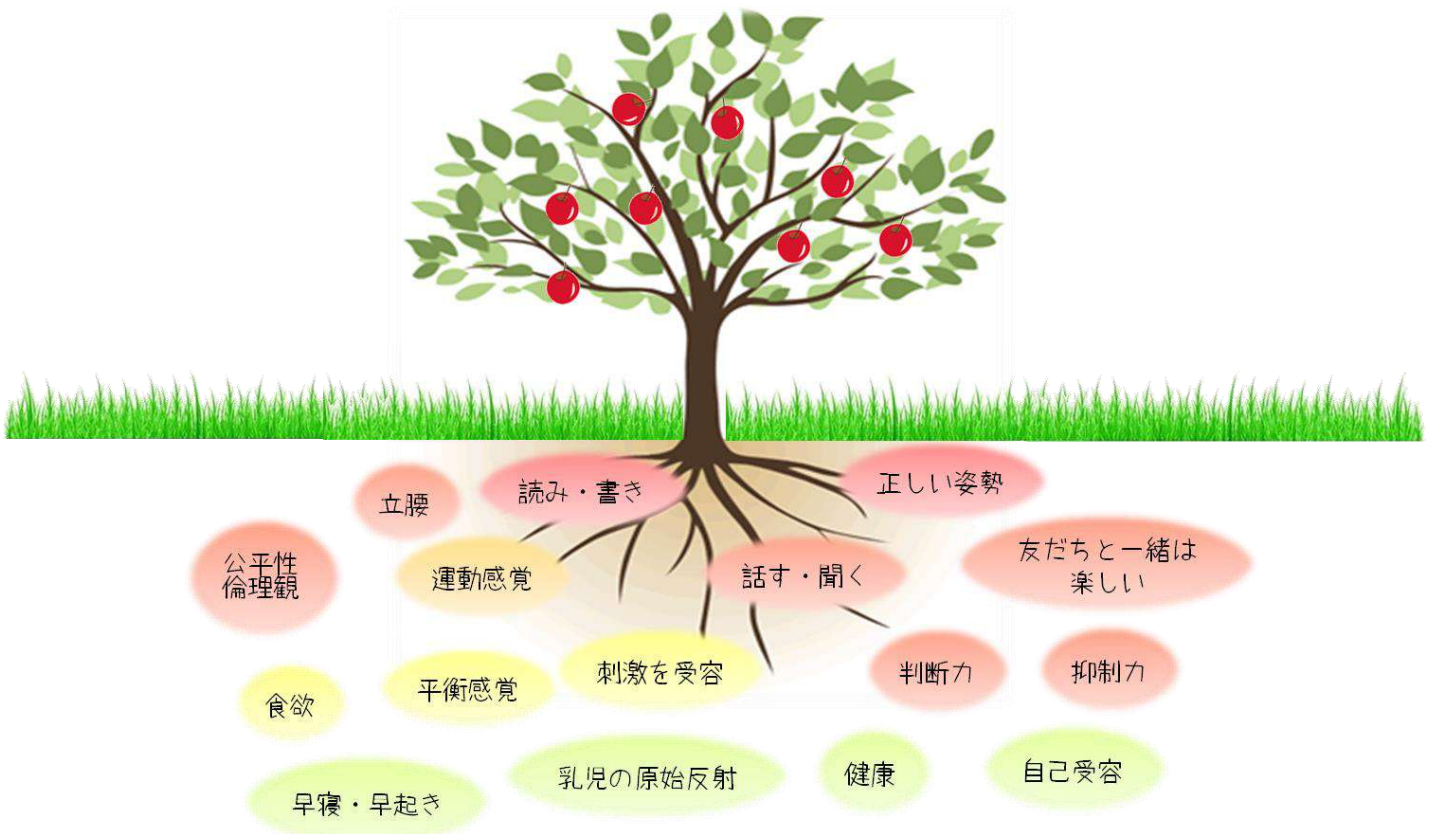 立腰
読み・書き
正しい姿勢
公平性
倫理観
運動感覚
話す・聞く
友だちと一緒は
楽しい
食欲
平衡感覚
刺激を受容
判断力
抑制力
早寝・早起き
乳児の原始反射
健康
自己受容